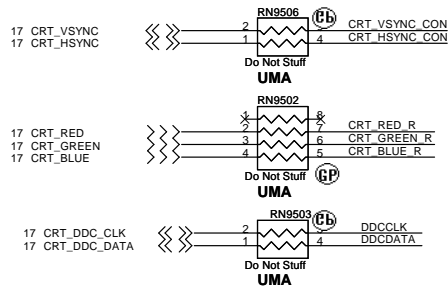 RN9506
17 CRT_VSYNC 2 3 CRT_VSYNC_CON
17 CRT_HSYNC 1 4 CRT_HSYNC_CON
Do Not Stuff
UMA
RN9502
1 8
17 CRT_RED 2 7 CRT_RED_R
17 CRT_GREEN 3 6 CRT_GREEN_R
17 CRT_BLUE 4 5 CRT_BLUE_R
Do Not Stuff GP
UMA
RN9503
17 CRT_DDC_CLK 2 3 DDCCLK
17 CRT_DDC_DATA 1 4 DDCDATA
Do Not Stuff
UMA